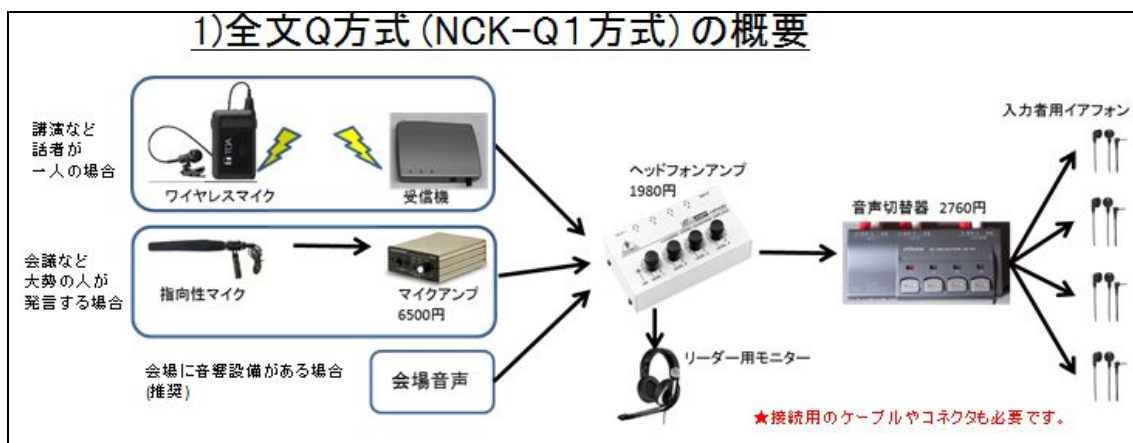 1)全文Q方式(NCK-Q1方式)の概要
講演など
話者が
一人の場合
ワイヤレスマイク
受信機
会議など
大勢の人が
発言する場合
指向性マイク
マイクアンプ
6500円
会場に音響設備がある場合
(推奨)
会場音声
ヘッドフォンアンプ
1980円
リーダー用モニター
音声切替器 2760円
入力者用イアフォン
★接続用のケーブルやコネクタも必要です。